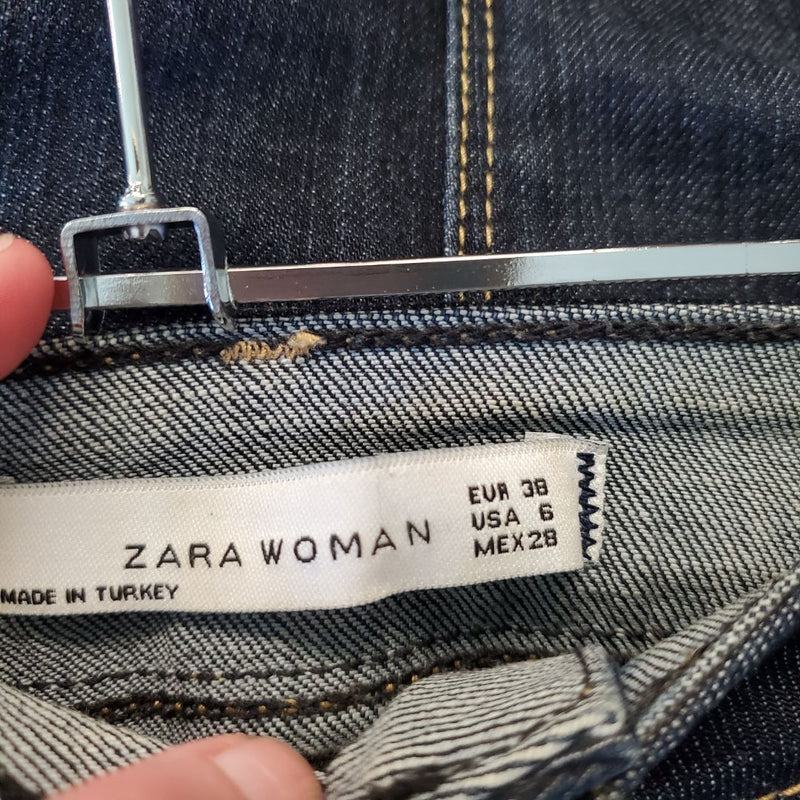 ZARA WOMAN
MADE IN TURKEY
EUR 38
USA 6
MEX 28